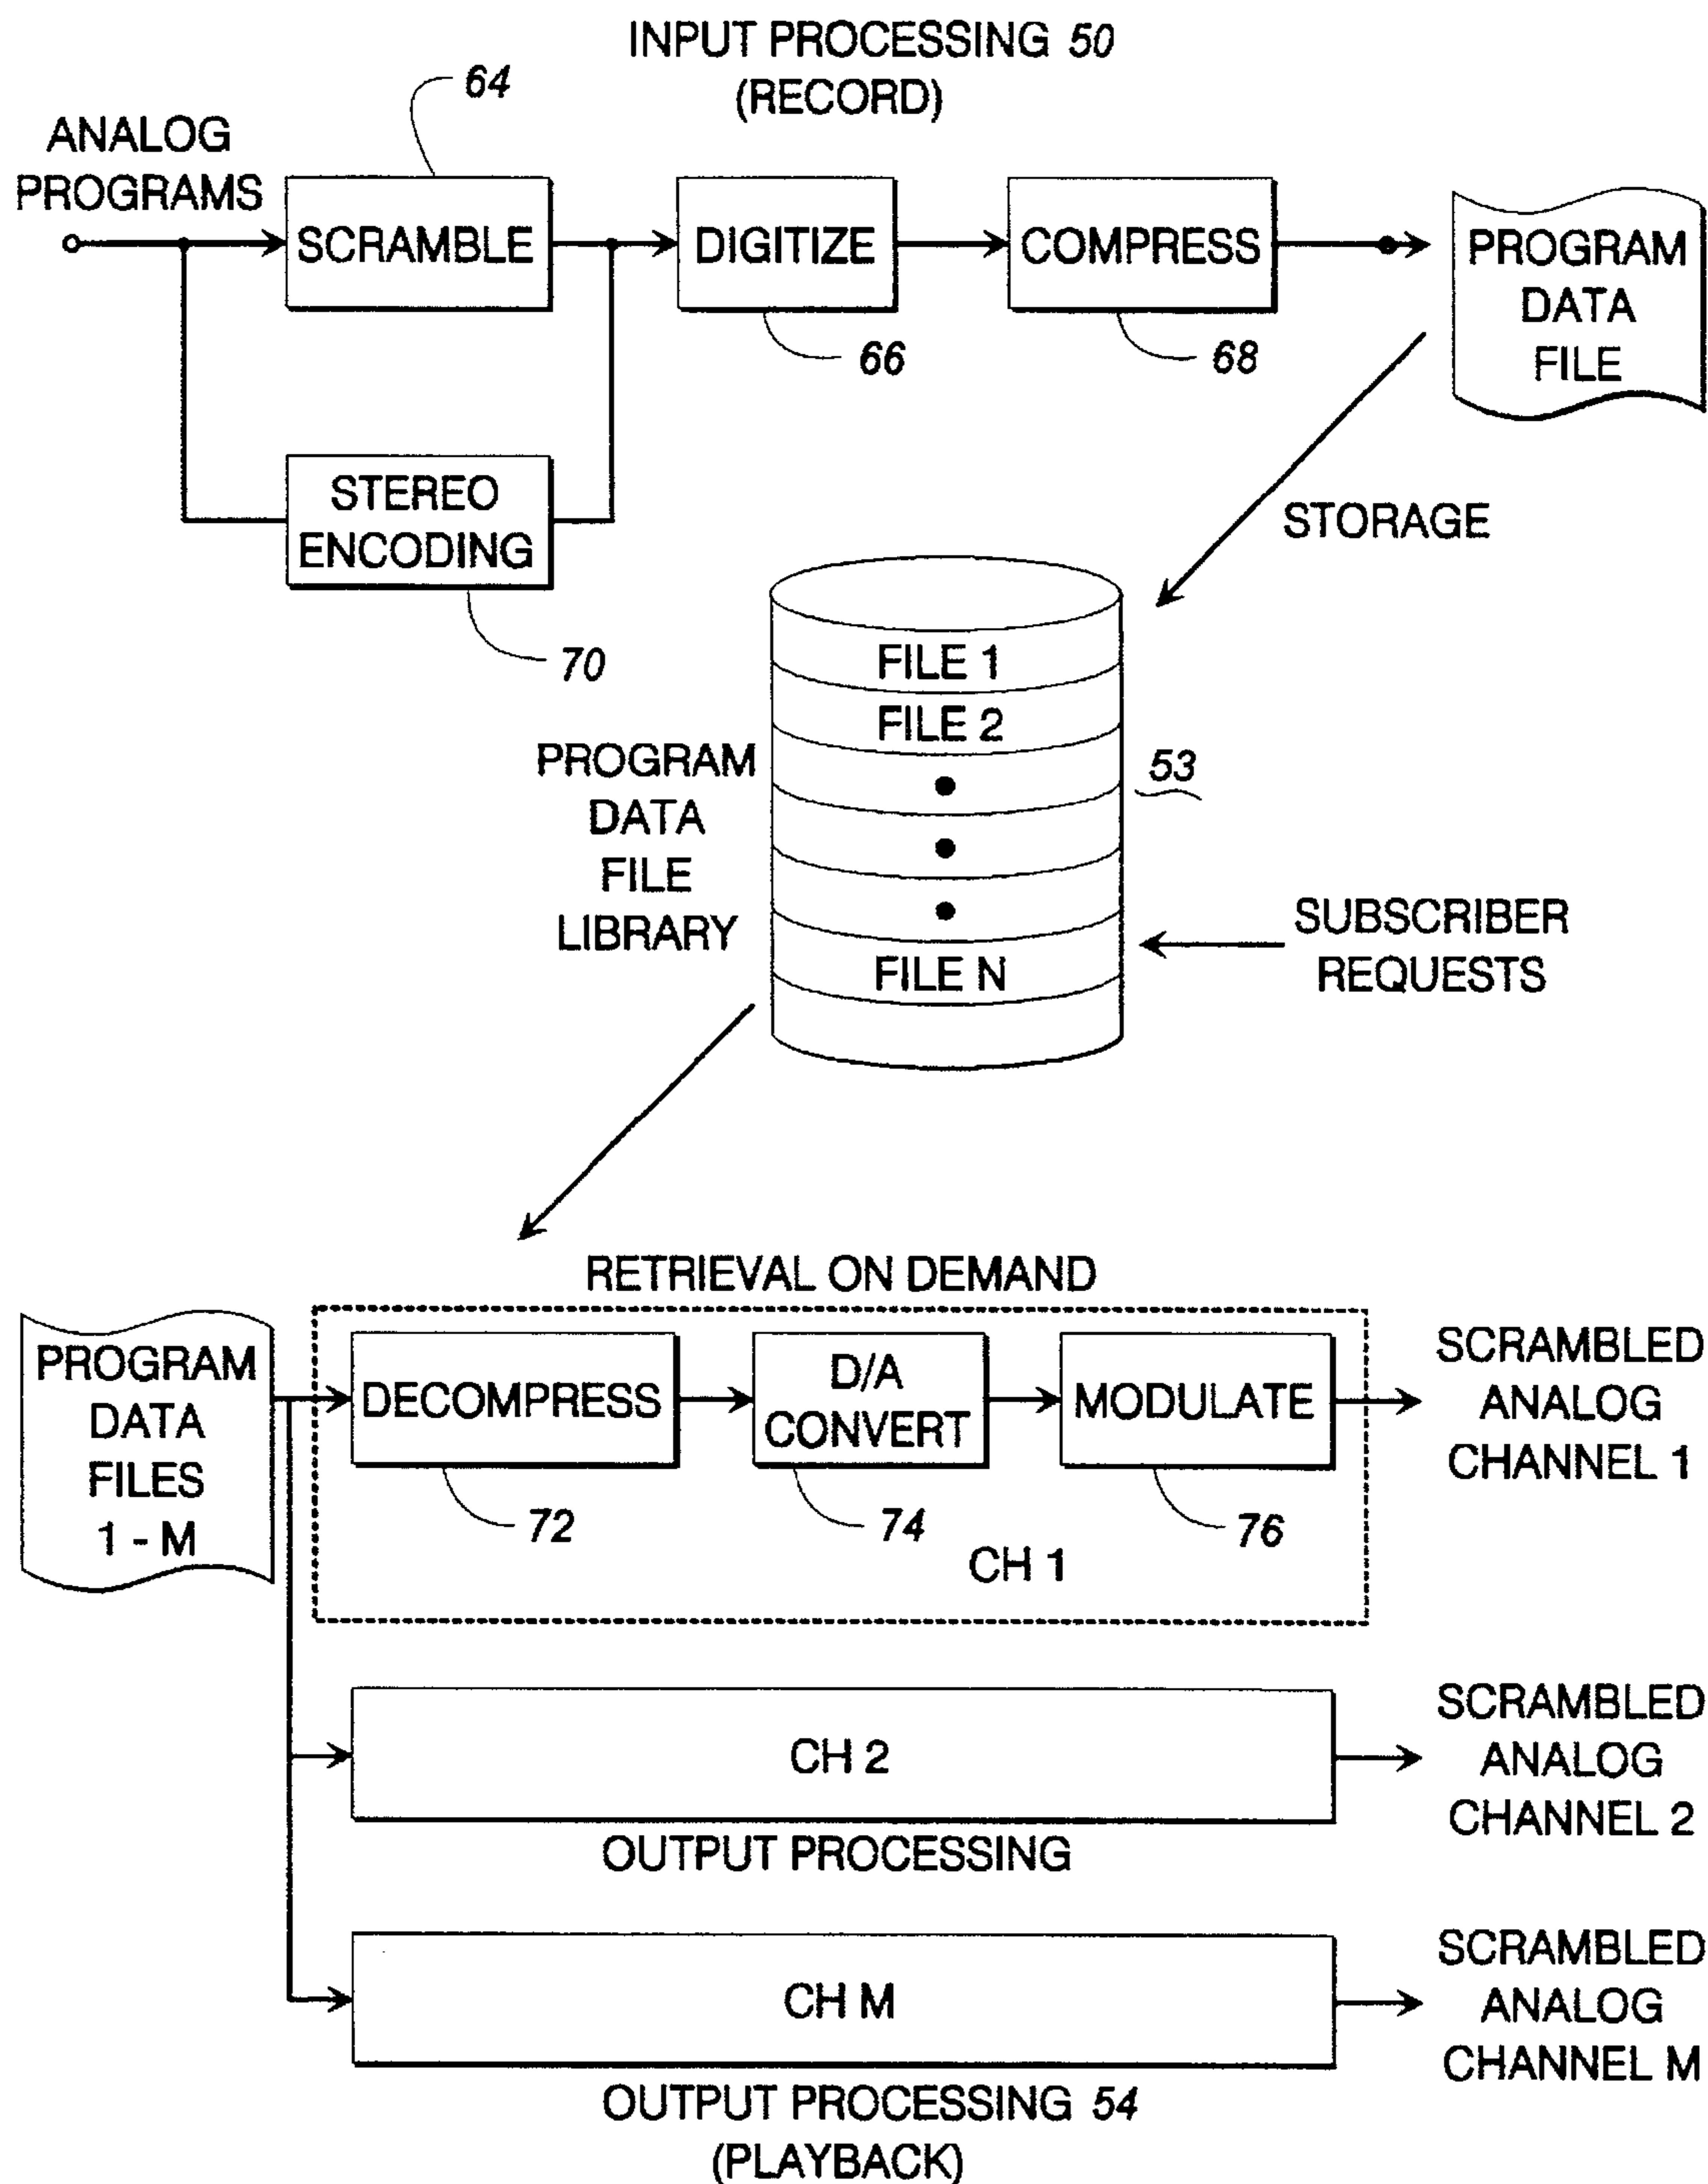 INPUT PROCESSING 50
(RECORD)
64
ANALOG
PROGRAMS
SCRAMBLE
DIGITIZE
COMPRESS
PROGRAM
DATA
FILE
66
68
STEREO
ENCODING
70
STORAGE
FILE 1
FILE 2
FILE N
PROGRAM
DATA
FILE
LIBRARY
53
SUBSCRIBER
REQUESTS
RETRIEVAL ON DEMAND
PROGRAM
DATA
FILES
1 - M
DECOMPRESS
D/A
CONVERT
MODULATE
72
74
76
CH 1
SCRAMBLED
ANALOG
CHANNEL 1
CH 2
SCRAMBLED
ANALOG
CHANNEL 2
OUTPUT PROCESSING
CH M
SCRAMBLED
ANALOG
CHANNEL M
OUTPUT PROCESSING 54
(PLAYBACK)